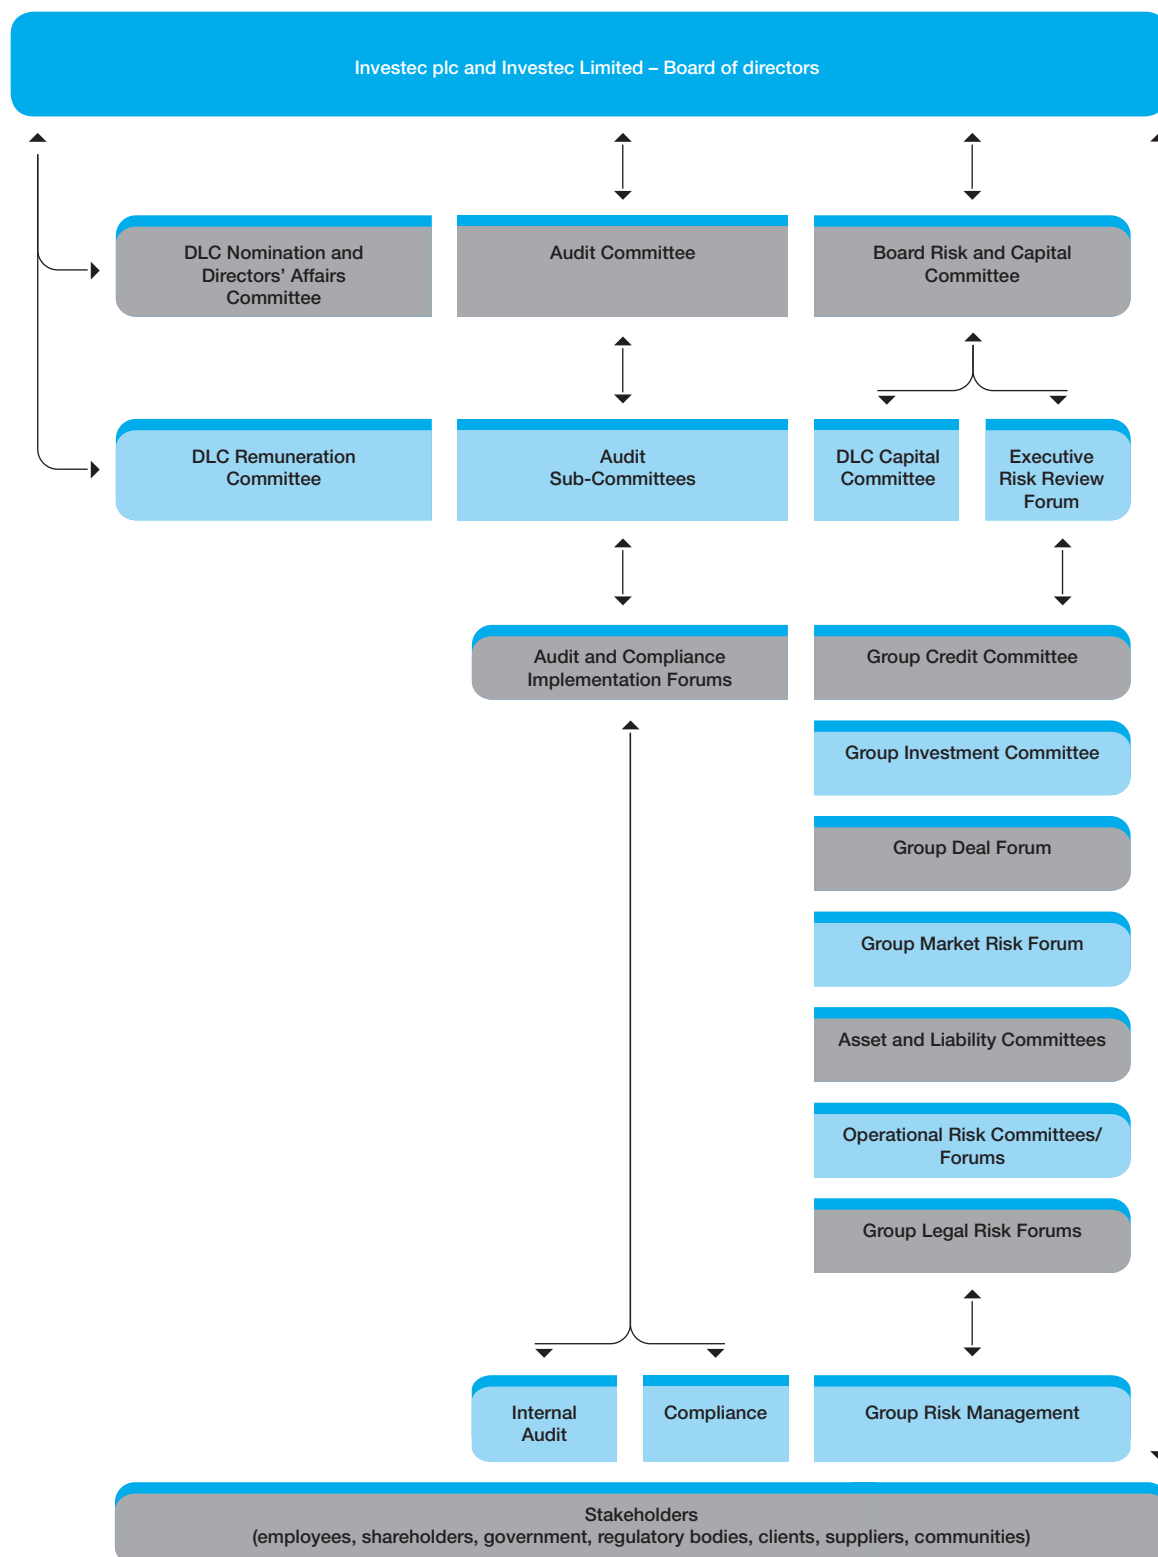 Investec plc and Investec Limited – Board of directors
DLC Nomination and
Directors’ Affairs
Committee
Audit Committee
Board Risk and Capital
Committee
DLC Remuneration
Committee
Audit
Sub-Committees
DLC Capital
Committee
Executive
Risk Review
Forum
Audit and Compliance
Implementation Forums
Group Credit Committee
Group Investment Committee
Group Deal Forum
Group Market Risk Forum
Asset and Liability Committees
Operational Risk Committees/
Forums
Group Legal Risk Forums
Internal
Audit
Compliance
Group Risk Management
Stakeholders
(employees, shareholders, government, regulatory bodies, clients, suppliers, communities)